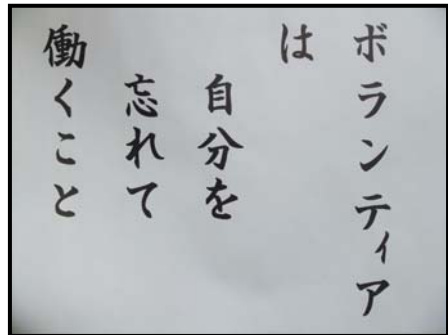 ボランティア
は
自分を
忘れて
働くこと